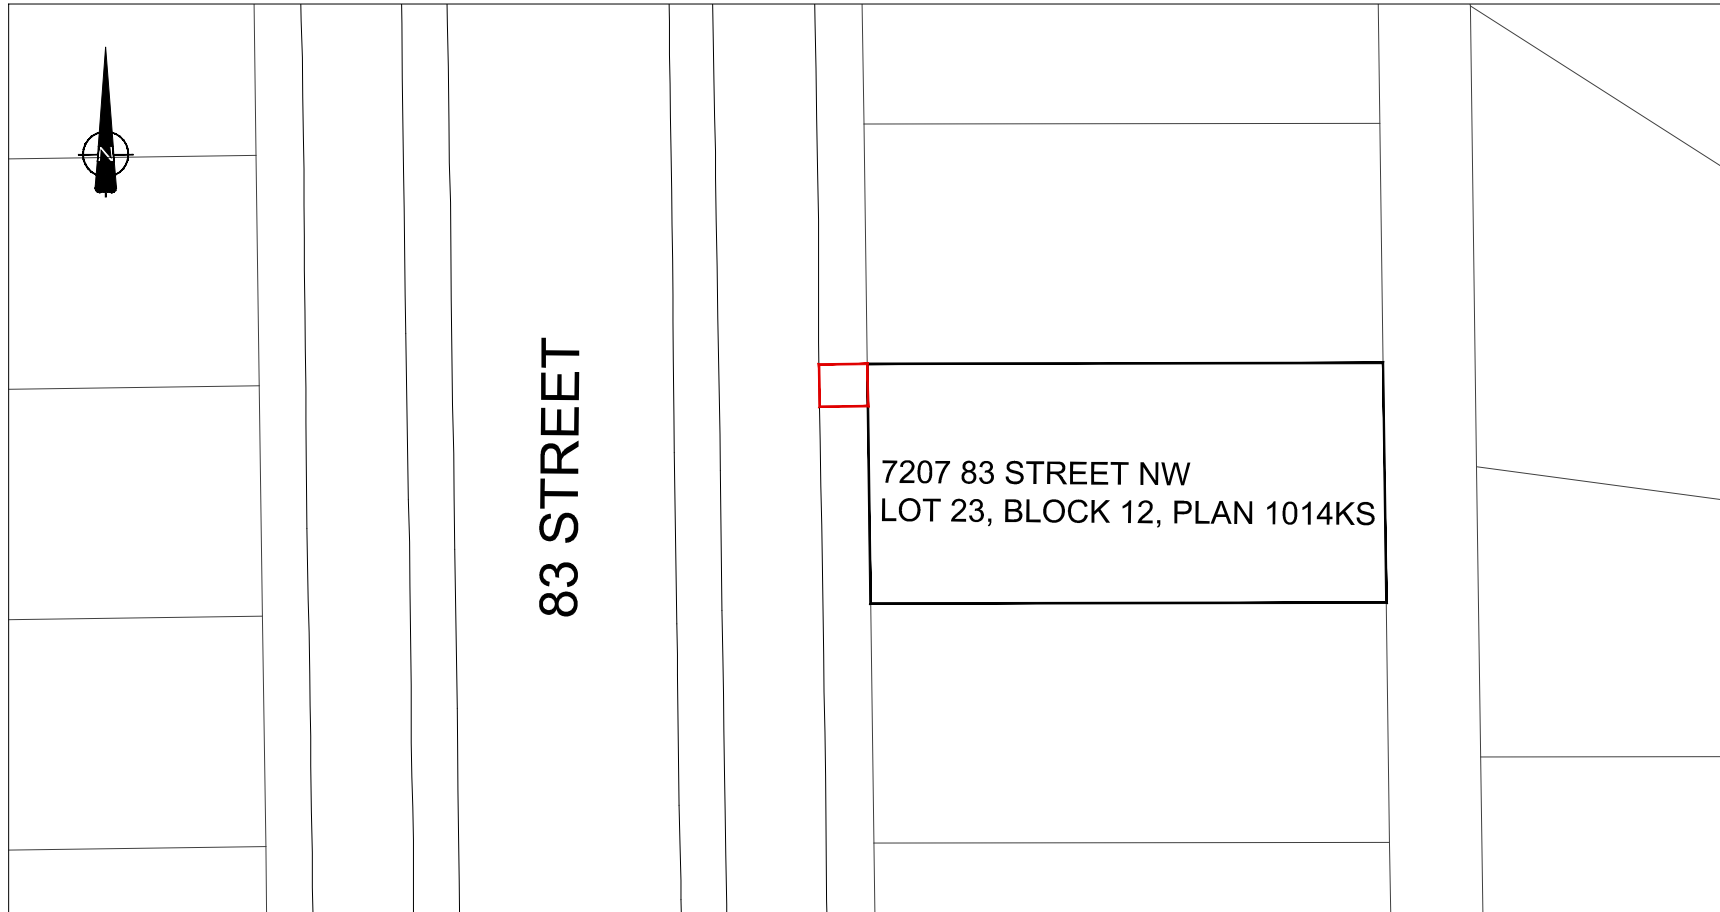 N
83 STREET
7207 83 STREET NW
LOT 23, BLOCK 12, PLAN 1014KS